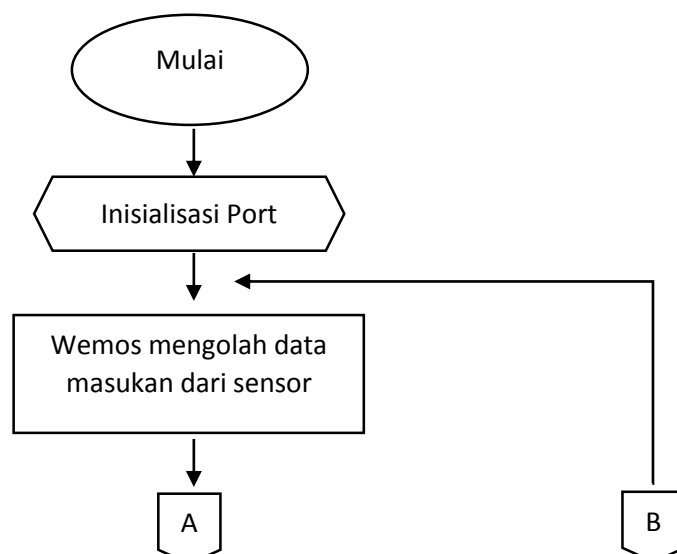 Mulai
Inisialisasi Port
Wemos mengolah data
masukan dari sensor
A
B